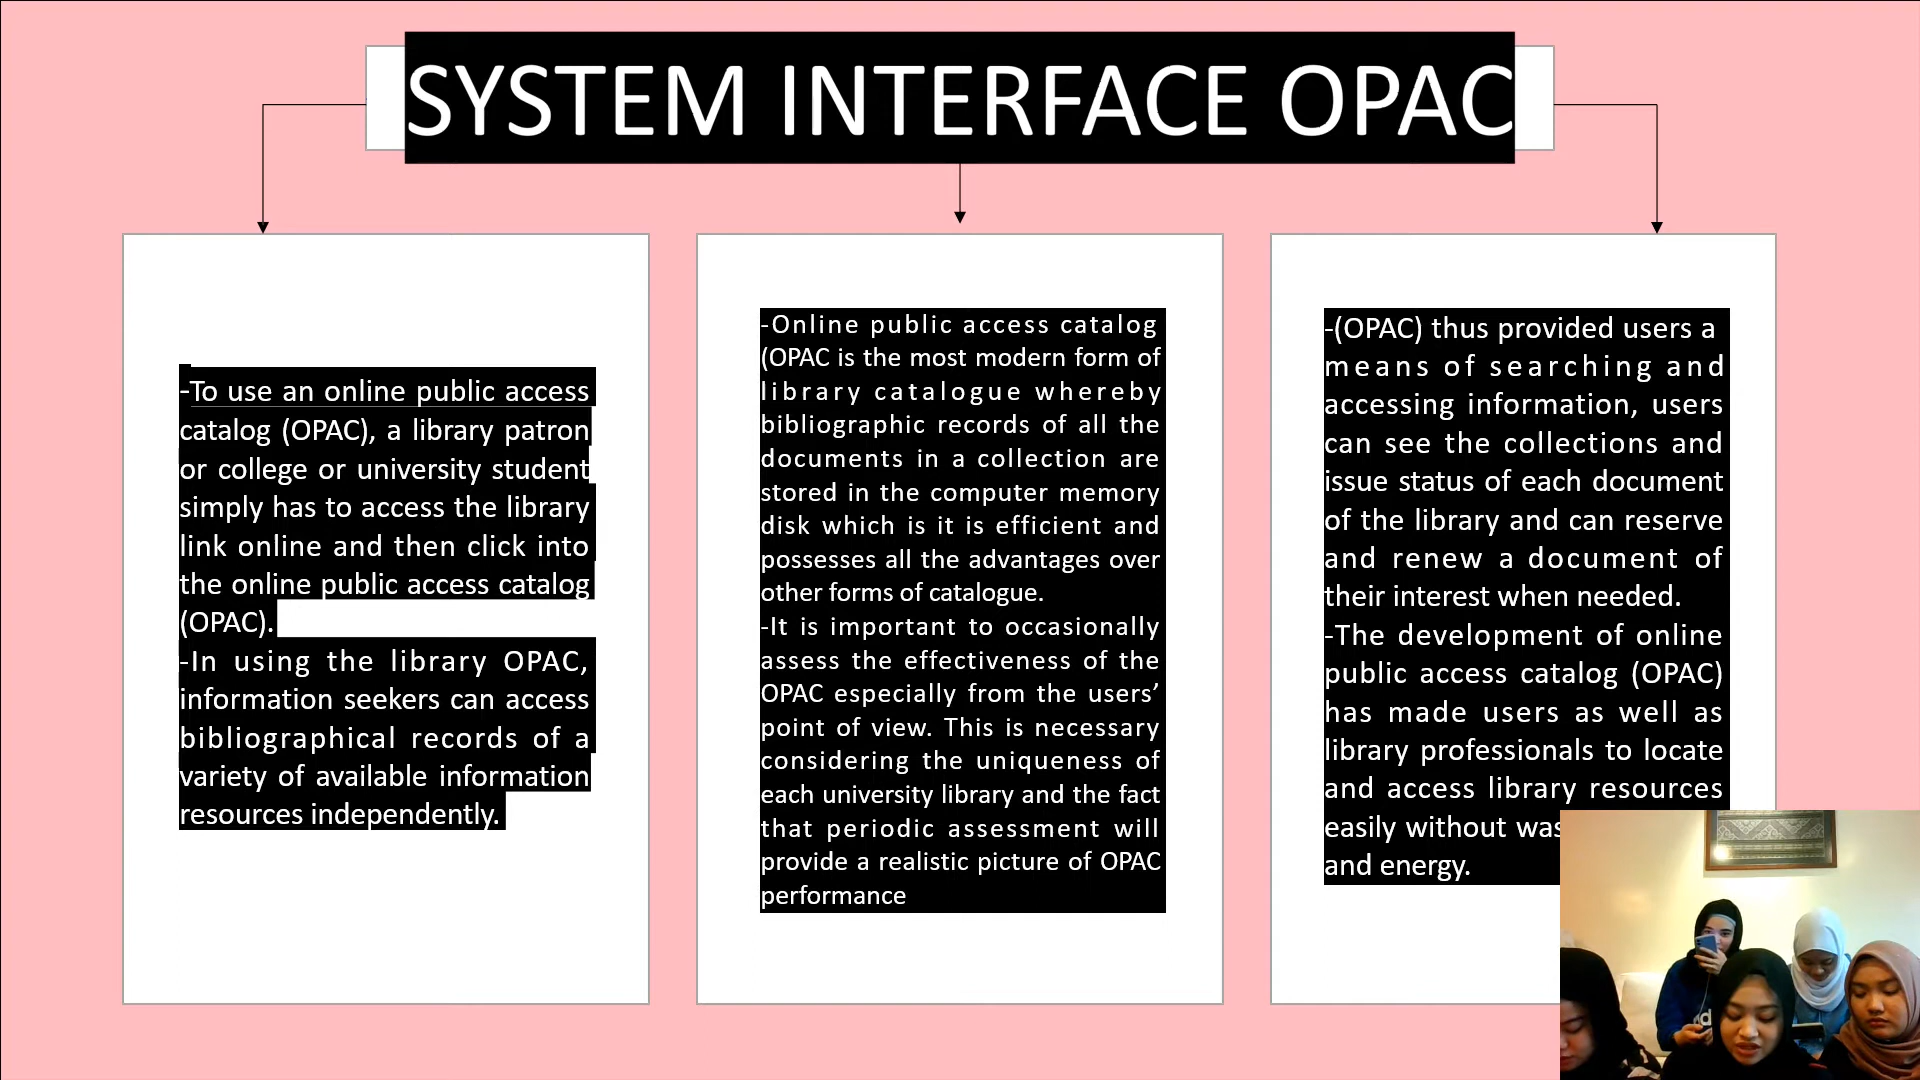 SYSTEM INTERFACE OPAC
-To use an online public access
catalog (OPAC), a library patron
or college or university student
simply has to access the library
link online and then click into
the online public access catalog
(OPAC).
-In using the library OPAC,
information seekers can access
bibliographical records of a
variety of available information
resources independently.
-Online public access catalog
(OPAC is the most modern form of
library catalogue whereby
bibliographic records of all the
documents in a collection are
stored in the computer memory
disk which is it is efficient and
possesses all the advantages over
other forms of catalogue.
-It is important to occasionally
assess the effectiveness of the
OPAC especially from the users’
point of view. This is necessary
considering the uniqueness of
each university library and the fact
that periodic assessment will
provide a realistic picture of OPAC
performance
-(OPAC) thus provided users a
means of searching and
accessing information, users
can see the collections and
issue status of each document
of the library and can reserve
and renew a document of
their interest when needed.
-The development of online
public access catalog (OPAC)
has made users as well as
library professionals to locate
and access library resources
easily without
and energy.